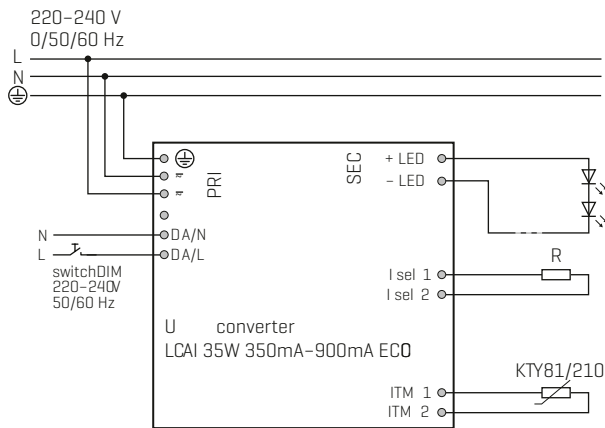 220–240 V
0/50/60 Hz
L
N
PRI
SEC
+ LED
– LED
N
DA/N
L
DA/L
switchDIM
220–240V
50/60 Hz
I sel 1
R
I sel 2
U converter
LCAI 35W 350mA–900mA ECO
KTY81/210
ITM 1
ITM 2